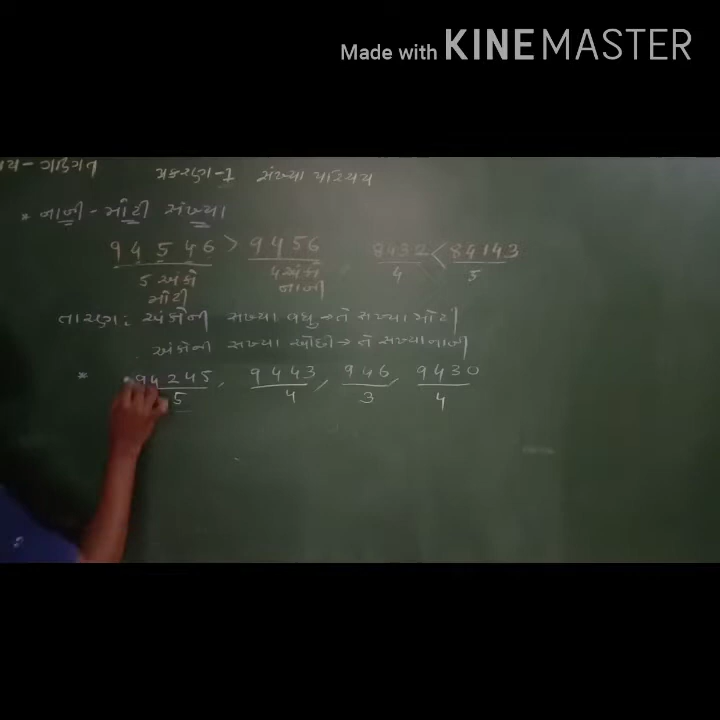 Made with KINEMASTER
ય - ગણિત
પ્રકરણ-1 સંખ્યા પરિચય
* નાની - મોટી સંખ્યા
94546 > 9456 8432 < 84143
5 અંકો 4 અંકો 4 5
મોટી નાની
તારણ: અંકોની સંખ્યા વધુ → તે સંખ્યા મોટી
અંકોની સંખ્યા ઓછી → તે સંખ્યા નાની
* 94245, 9443, 946, 9430
5 4 3 4